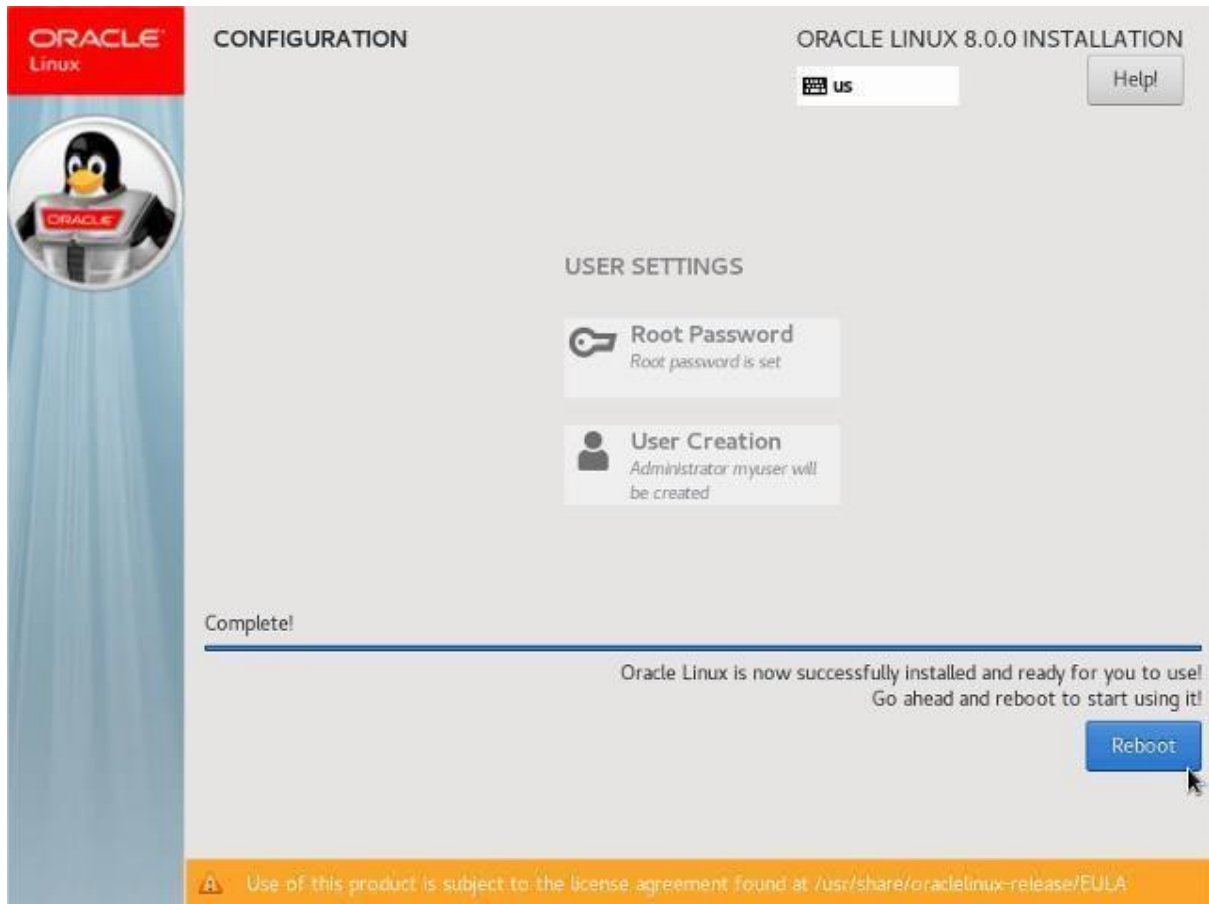 ORACLE
Linux
CONFIGURATION
ORACLE LINUX 8.0.0 INSTALLATION
us
Help!
ORACLE
USER SETTINGS
Root Password
Root password is set
User Creation
Administrator myuser will
be created
Complete!
Oracle Linux is now successfully installed and ready for you to use!
Go ahead and reboot to start using it!
Reboot
Use of this product is subject to the license agreement found at /usr/share/oraclelinux-release/EULA